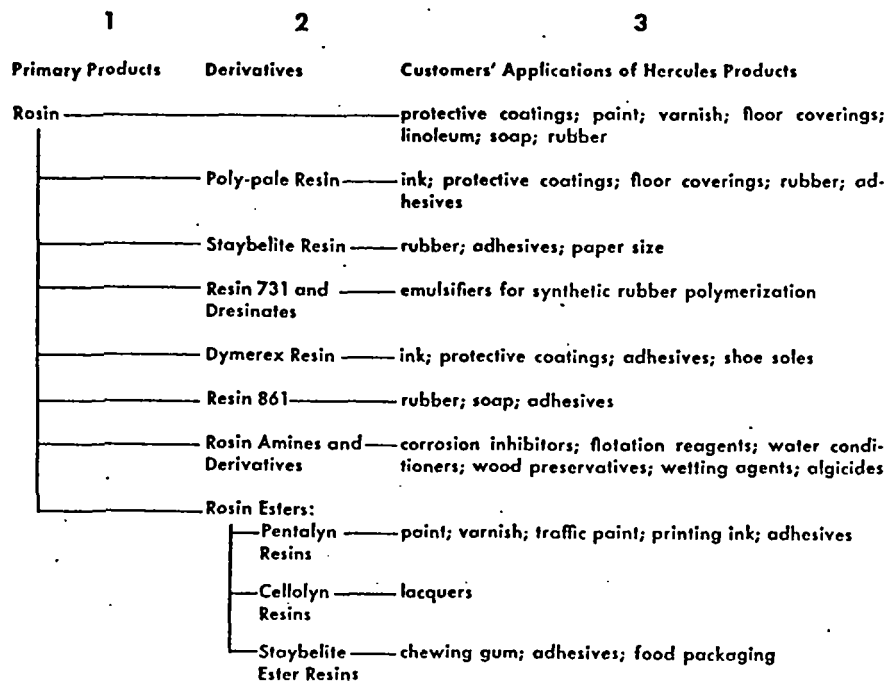 1 2 3
Primary Products Derivatives Customers' Applications of Hercules Products
Rosin protective coatings; paint; varnish; floor coverings;
linoleum; soap; rubber
Poly-pale Resin ink; protective coatings; floor coverings; rubber; ad-
hesives
Staybelite Resin rubber; adhesives; paper size
Resin 731 and emulsifiers for synthetic rubber polymerization
Dresinates
Dymerex Resin ink; protective coatings; adhesives; shoe soles
Resin 861 rubber; soap; adhesives
Rosin Amines and corrosion inhibitors; flotation reagents; water condi-
Derivatives tioners; wood preservatives; wetting agents; algicides
Rosin Esters:
Pentalyn paint; varnish; traffic paint; printing ink; adhesives
Resins
Cellolyn lacquers
Resins
Staybelite chewing gum; adhesives; food packaging
Ester Resins